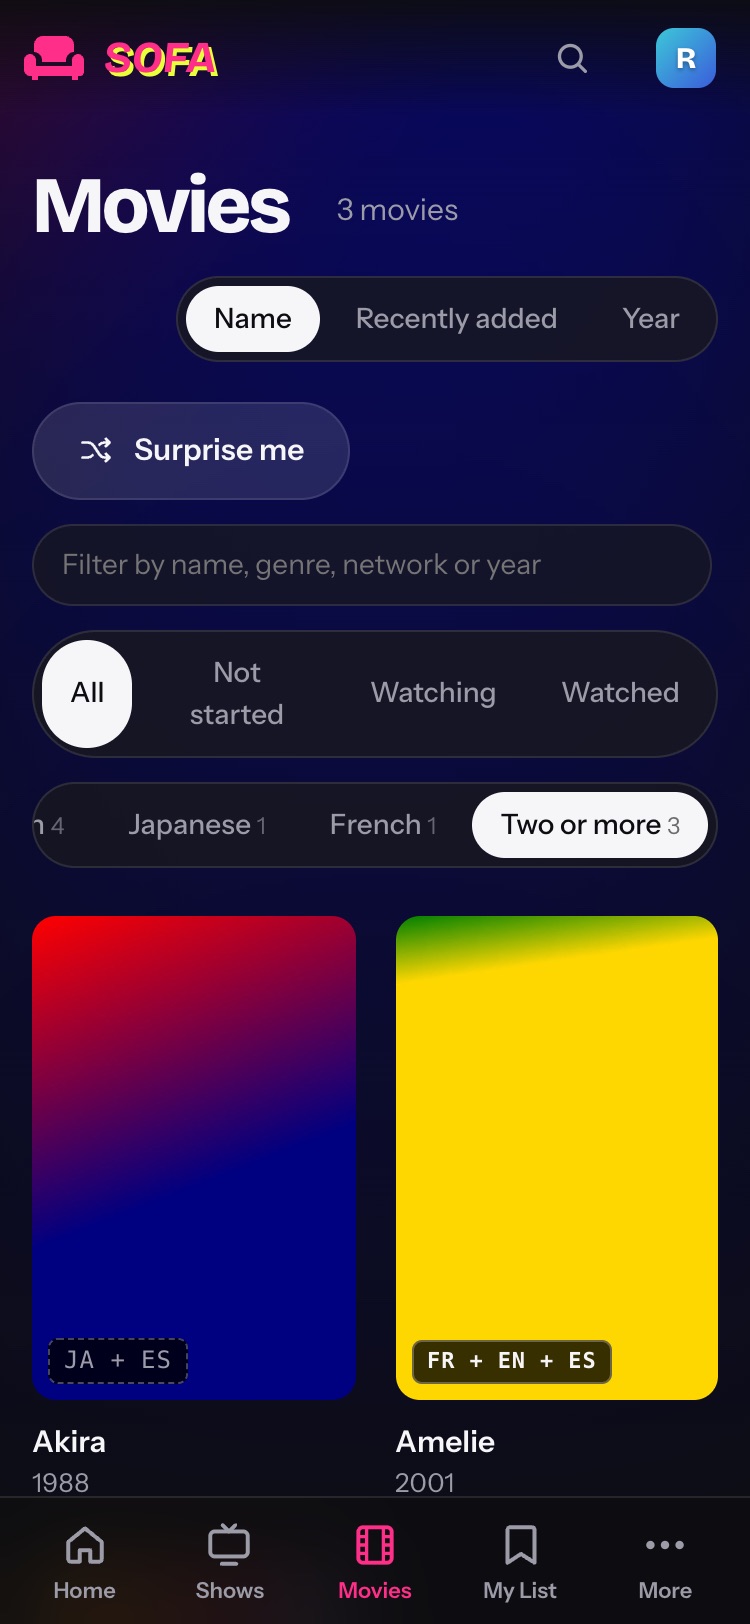 SOFA
R
Movies 3 movies
Name Recently added Year
Surprise me
Filter by name, genre, network or year
All Not started Watching Watched
4 Japanese 1 French 1 Two or more 3
JA + ES
FR + EN + ES
Akira
Amelie
1988
2001
Home Shows Movies My List More